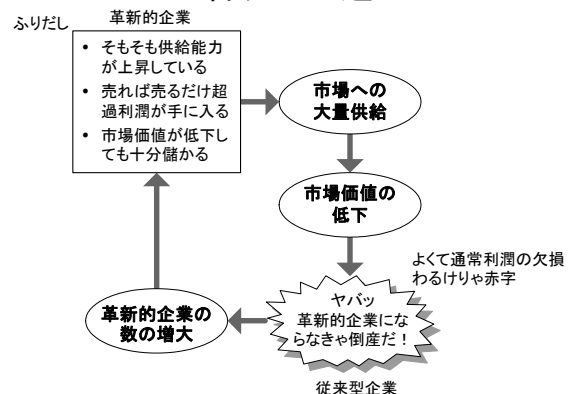 ふりだし
革新的企業
• そもそも供給能力
が上昇している
• 売れば売るだけ超
過利潤が手に入る
• 市場価値が低下し
ても十分儲かる
市場への
大量供給
市場価値の
低下
よくて通常利潤の欠損
わるけりゃ赤字
ヤバッ
革新的企業にな
らなきゃ倒産だ！
従来型企業
革新的企業の
数の増大